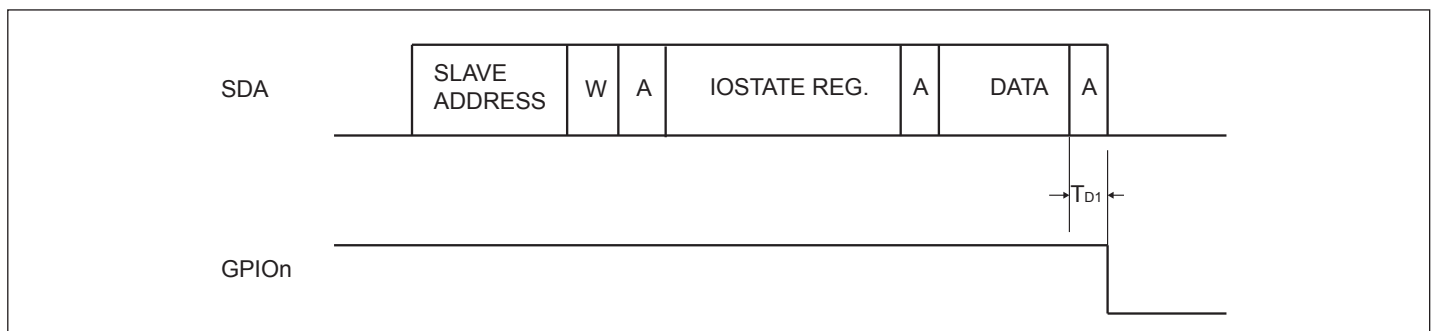 SDA
SLAVE
ADDRESS
W
A
IOSTATE REG.
A
DATA
A
TD1
GPIOn